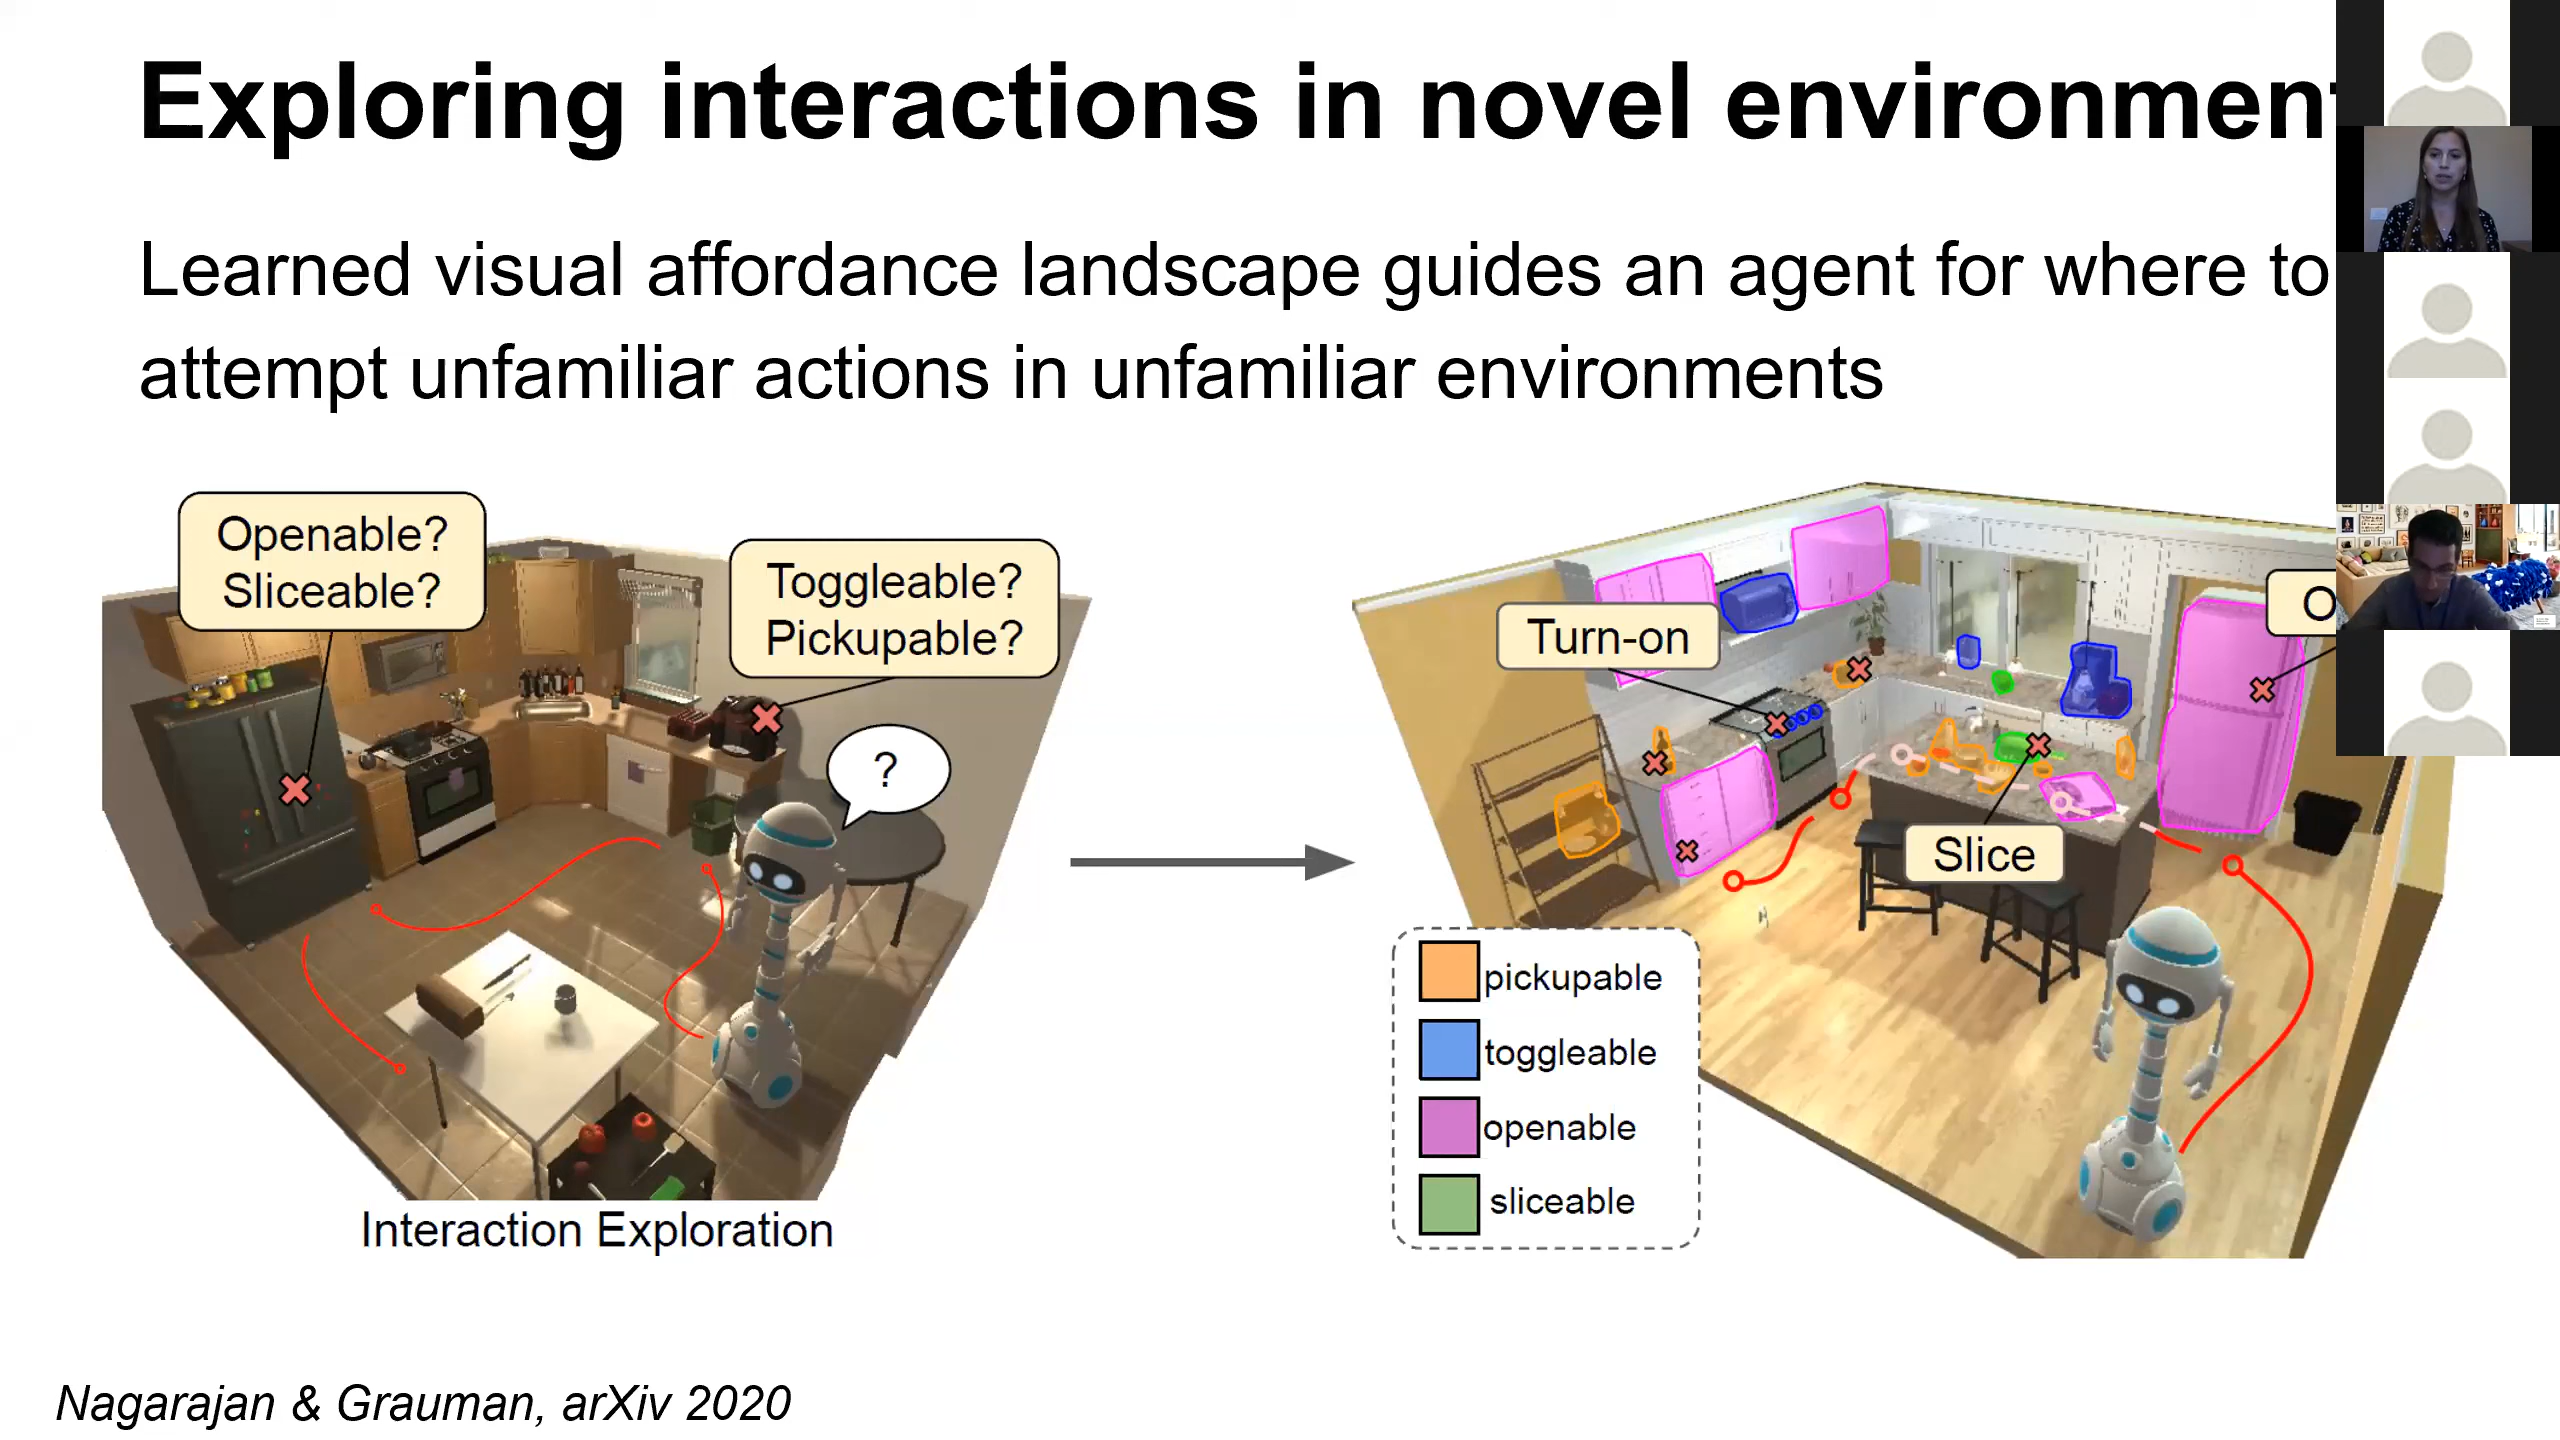 Exploring interactions in novel environment
Learned visual affordance landscape guides an agent for where to
attempt unfamiliar actions in unfamiliar environments
Openable?
Sliceable?
Toggleable?
Pickupable?
?
Turn-on
O
Slice
pickupable
toggleable
openable
sliceable
Interaction Exploration
Nagarajan & Grauman, arXiv 2020